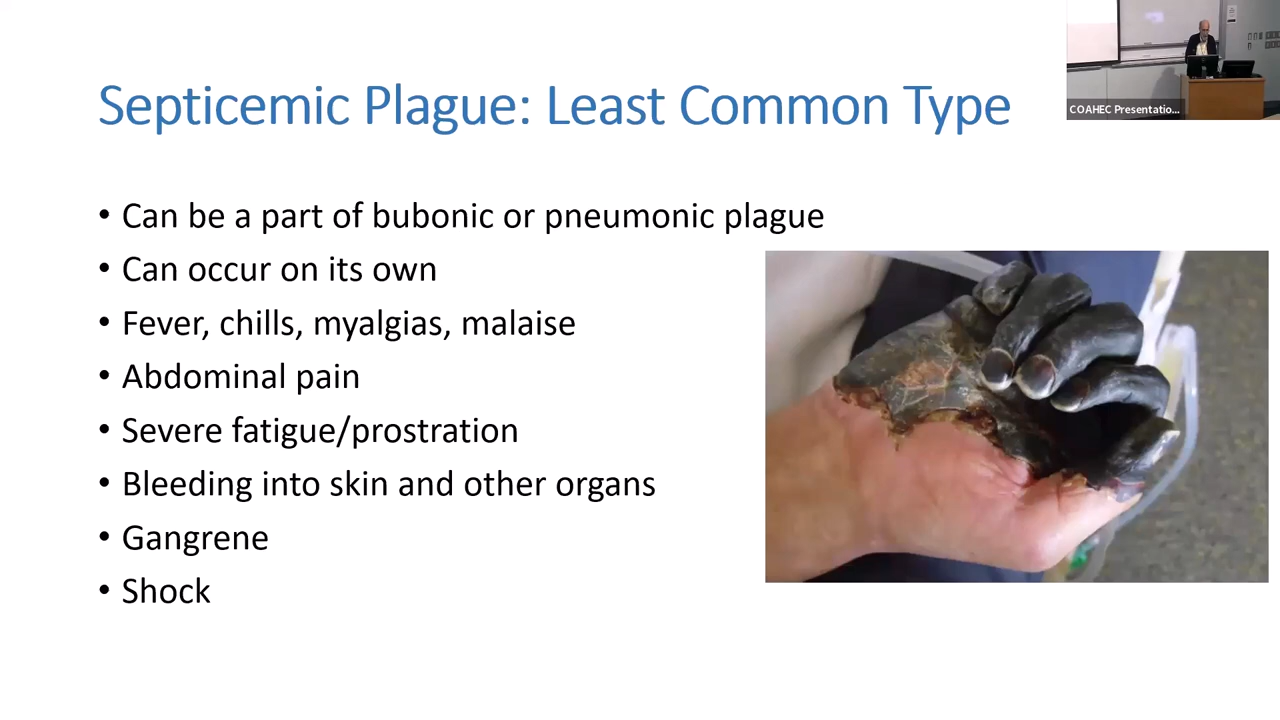 Septicemic Plague: Least Common Type
COAHEC Presentatio...
• Can be a part of bubonic or pneumonic plague
• Can occur on its own
• Fever, chills, myalgias, malaise
• Abdominal pain
• Severe fatigue/prostration
• Bleeding into skin and other organs
• Gangrene
• Shock